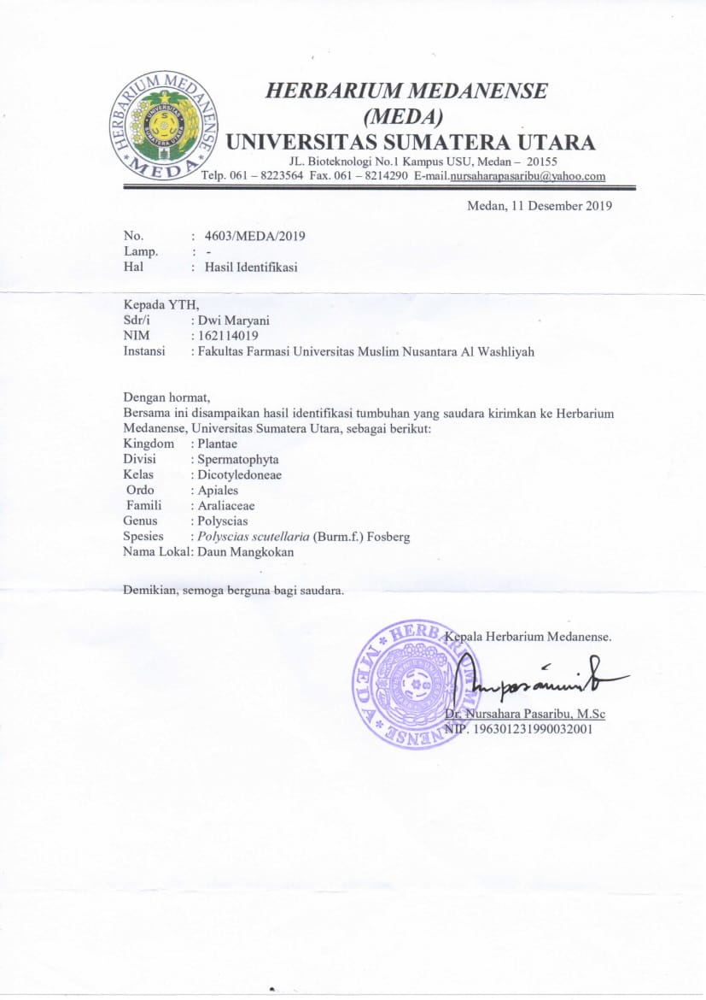 HERBARIUM MEDANENSE
(MEDA)
UNIVERSITAS SUMATERA UTARA
JL. Bioteknologi No.1 Kampus USU, Medan – 20155
Telp. 061 – 8223564 Fax. 061 – 8214290 E-mail.nursaharapasaribu@yahoo.com
HERBARIUM MEDANENSE
UNIVERSITAS
SUMATERA UTARA
* MEDA *
Medan, 11 Desember 2019
No. : 4603/MEDA/2019
Lamp. : -
Hal : Hasil Identifikasi
Kepada YTH,
Sdr/i : Dwi Maryani
NIM : 162114019
Instansi : Fakultas Farmasi Universitas Muslim Nusantara Al Washliyah
Dengan hormat,
Bersama ini disampaikan hasil identifikasi tumbuhan yang saudara kirimkan ke Herbarium
Medanense, Universitas Sumatera Utara, sebagai berikut:
Kingdom : Plantae
Divisi : Spermatophyta
Kelas : Dicotyledoneae
Ordo : Apiales
Famili : Araliaceae
Genus : Polyscias
Spesies : Polyscias scutellaria (Burm.f.) Fosberg
Nama Lokal: Daun Mangkokan
Demikian, semoga berguna bagi saudara.
Kepala Herbarium Medanense.
* HERBARIUM MEDANENSE * MEDA
Dr. Nursahara Pasaribu, M.Sc
NIP. 196301231990032001